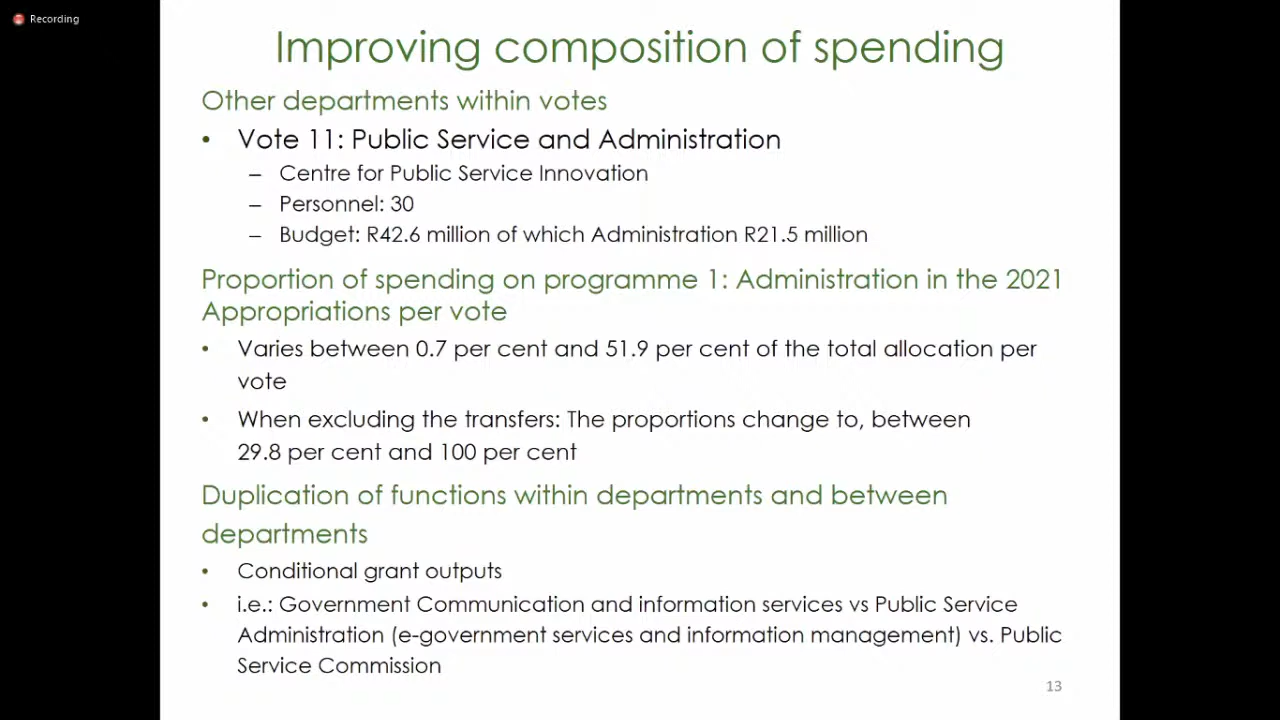 Recording
Improving composition of spending
Other departments within votes
• Vote 11: Public Service and Administration
– Centre for Public Service Innovation
– Personnel: 30
– Budget: R42.6 million of which Administration R21.5 million
Proportion of spending on programme 1: Administration in the 2021
Appropriations per vote
• Varies between 0.7 per cent and 51.9 per cent of the total allocation per
vote
• When excluding the transfers: The proportions change to, between
29.8 per cent and 100 per cent
Duplication of functions within departments and between
departments
• Conditional grant outputs
• i.e.: Government Communication and information services vs Public Service
Administration (e-government services and information management) vs. Public
Service Commission
13